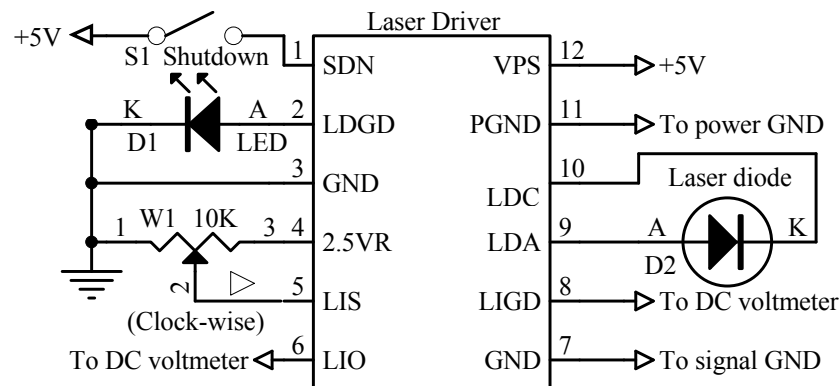 Laser Driver
+5V
S1 Shutdown
1 SDN
VPS 12
+5V
K A
2 LDGD
PGND 11
To power GND
D1 LED
3 GND
LDC 10
Laser diode
1 W1 10K 3
4 2.5VR
LDA 9
A K
D2
2
5 LIS
LIGD 8
To DC voltmeter
(Clock-wise)
To DC voltmeter
6 LIO
GND 7
To signal GND